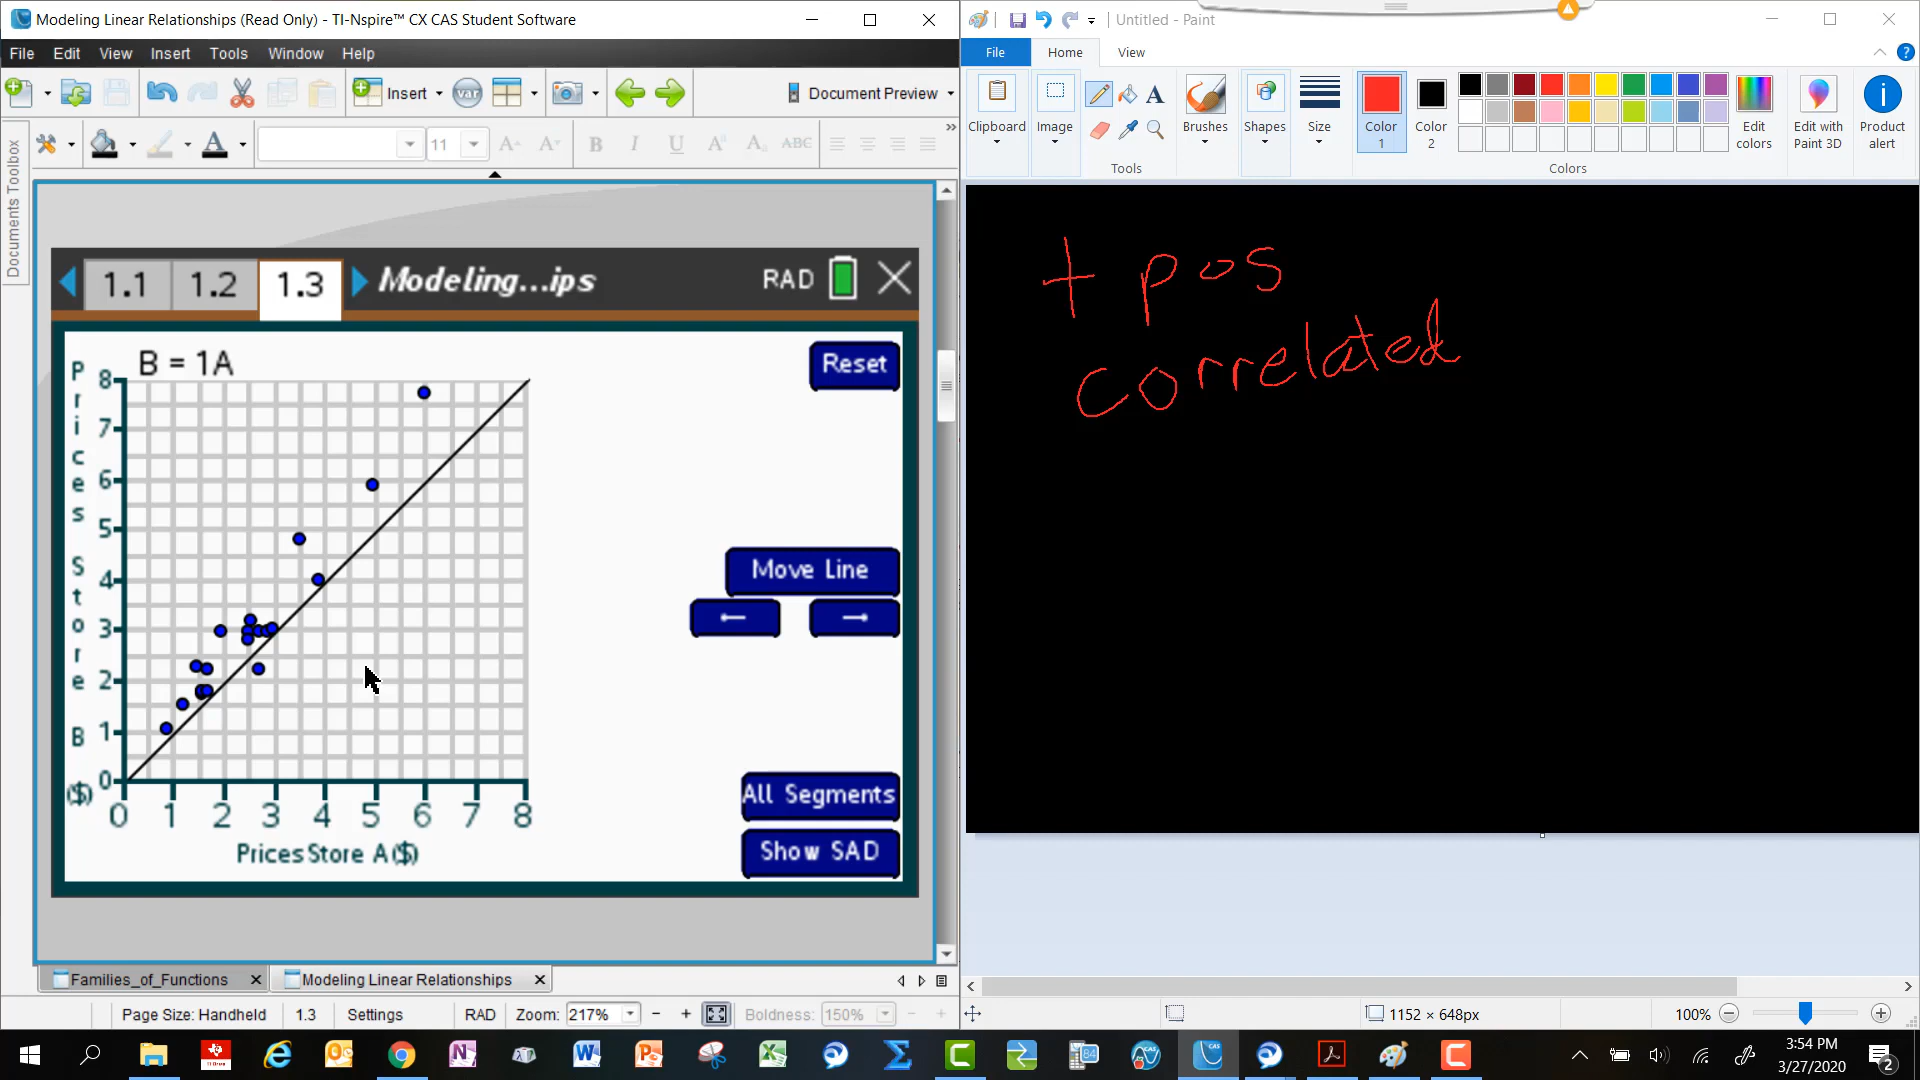 Modeling Linear Relationships (Read Only) - TI-Nspire™ CX CAS Student Software
File Edit View Insert Tools Window Help
Insert var Document Preview
11 A A B I U A A ABC
Documents Toolbox
1.1 1.2 1.3 Modeling...ips RAD
B = 1A
Reset
Prices Store B ($)
8
7
6
5
4
3
2
1
0
0 1 2 3 4 5 6 7 8
Prices Store A ($)
Move Line
All Segments
Show SAD
Families_of_Functions Modeling Linear Relationships
Page Size: Handheld 1.3 Settings RAD Zoom: 217% Boldness: 150%
Untitled - Paint
File Home View
Clipboard Image Tools Brushes Shapes Size Color 1 Color 2 Colors Edit colors Edit with Paint 3D Product alert
+ pos
correlated
1152 × 648px 100%
3:54 PM
3/27/2020
2